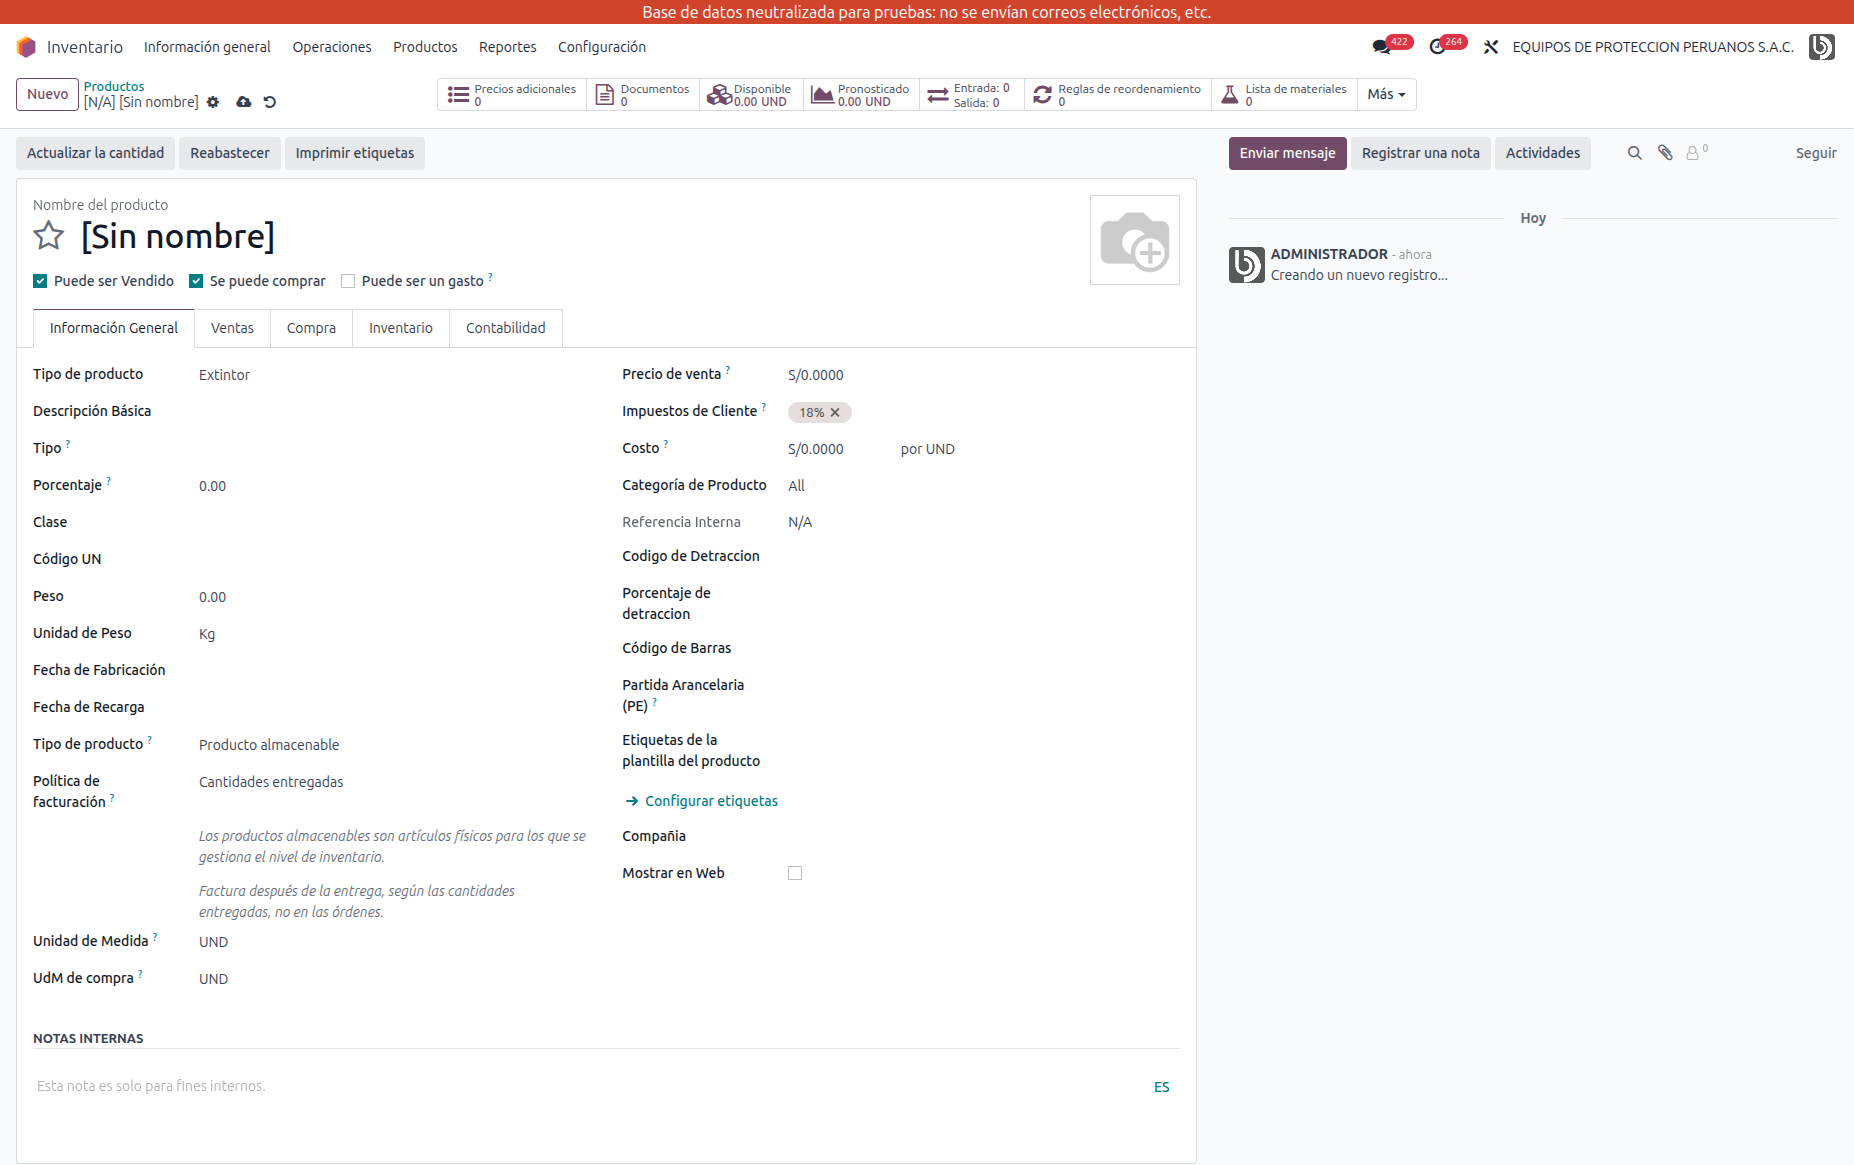 Base de datos neutralizada para pruebas: no se envían correos electrónicos, etc.
Inventario Información general Operaciones Productos Reportes Configuración 422 264 EQUIPOS DE PROTECCION PERUANOS S.A.C.
Nuevo
Productos
[N/A] [Sin nombre]
Precios adicionales
0
Documentos
0
Disponible
0.00 UND
Pronosticado
0.00 UND
Entrada: 0
Salida: 0
Reglas de reordenamiento
0
Lista de materiales
0
Más
Actualizar la cantidad Reabastecer Imprimir etiquetas
Enviar mensaje Registrar una nota Actividades 0 Seguir
Nombre del producto
[Sin nombre]
Puede ser Vendido Se puede comprar Puede ser un gasto ?
Información General Ventas Compra Inventario Contabilidad
Tipo de producto Extintor
Descripción Básica
Tipo ?
Porcentaje ? 0.00
Clase
Código UN
Peso 0.00
Unidad de Peso Kg
Fecha de Fabricación
Fecha de Recarga
Tipo de producto ? Producto almacenable
Política de
facturación ? Cantidades entregadas
Los productos almacenables son artículos físicos para los que se
gestiona el nivel de inventario.
Factura después de la entrega, según las cantidades
entregadas, no en las órdenes.
Unidad de Medida ? UND
UdM de compra ? UND
Precio de venta ? S/0.0000
Impuestos de Cliente ? 18%
Costo ? S/0.0000 por UND
Categoría de Producto All
Referencia Interna N/A
Codigo de Detraccion
Porcentaje de
detraccion
Código de Barras
Partida Arancelaria
(PE) ?
Etiquetas de la
plantilla del producto
Configurar etiquetas
Compañia
Mostrar en Web
NOTAS INTERNAS
Esta nota es solo para fines internos. ES
Hoy
ADMINISTRADOR - ahora
Creando un nuevo registro...